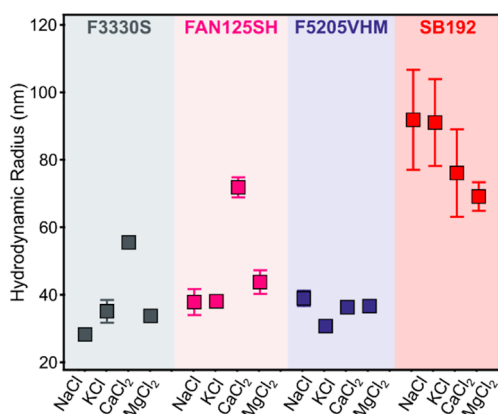 F3330S FAN125SH F5205VHM SB192
Hydrodynamic Radius (nm)
120
100
80
60
40
20
NaCl KCl CaCl₂ MgCl₂ NaCl KCl CaCl₂ MgCl₂ NaCl KCl CaCl₂ MgCl₂ NaCl KCl CaCl₂ MgCl₂